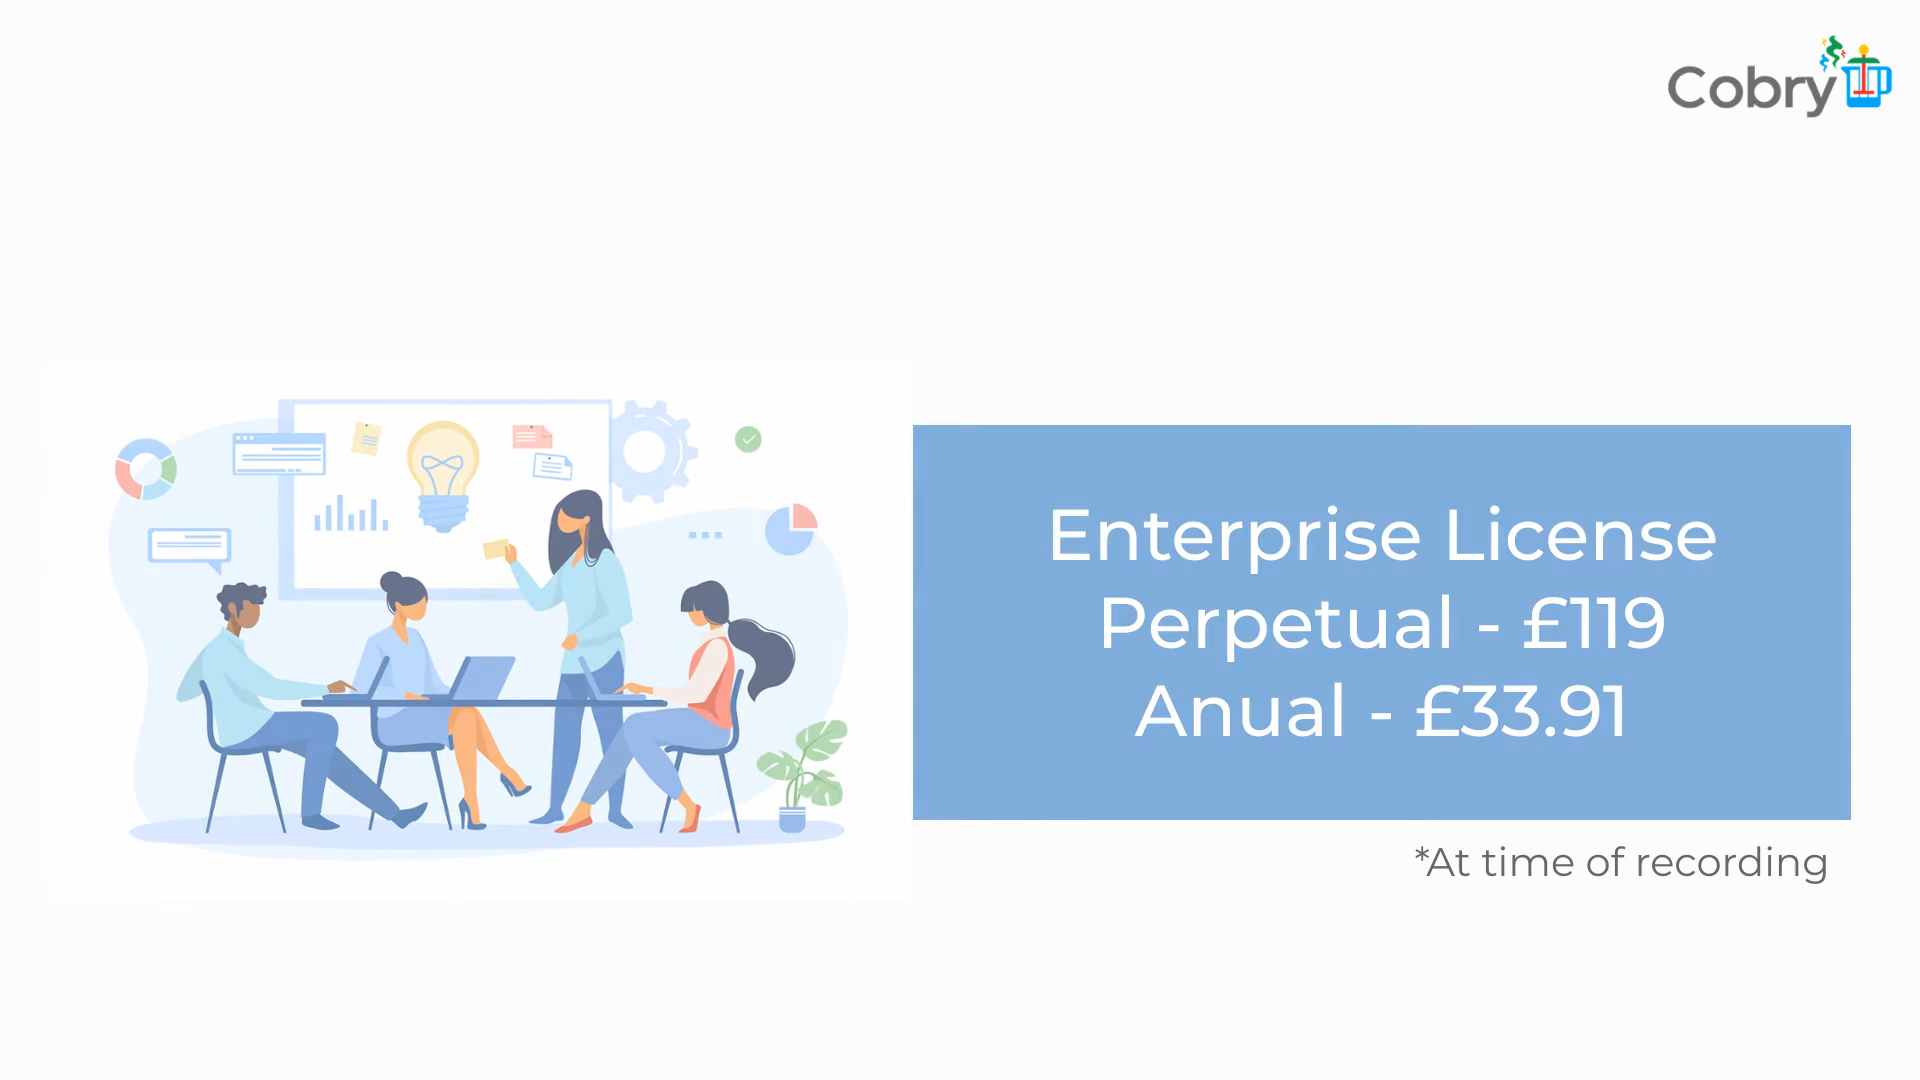 Cobry
Enterprise License
Perpetual - £119
Anual - £33.91
*At time of recording